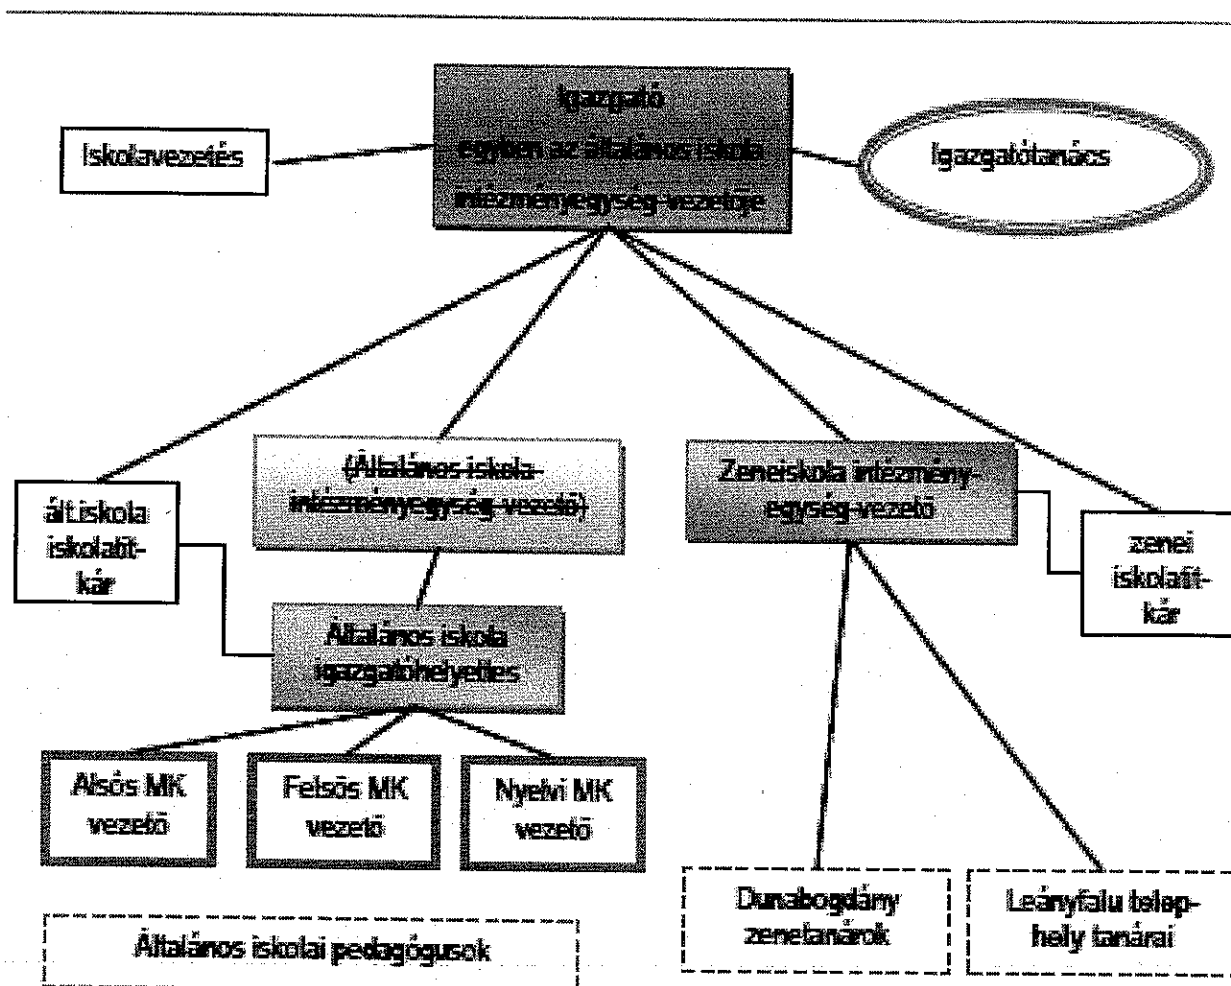 Igazgató
egyben az általános iskola
intézményegység-vezetője
Iskolavezetés
Igazgatótanács
(Általános iskola
intézményegység-vezető)
Zeneiskola intézmény-
egység-vezető
ált.iskola
iskolatit-
kár
zenei
iskolatit-
kár
Általános iskola
igazgatóhelyettes
Alsós MK
vezető
Felsős MK
vezető
Nyelvi MK
vezető
Dunabogdány
zenetanárok
Leányfalu telep-
hely tanárai
Általános iskolai pedagógusok